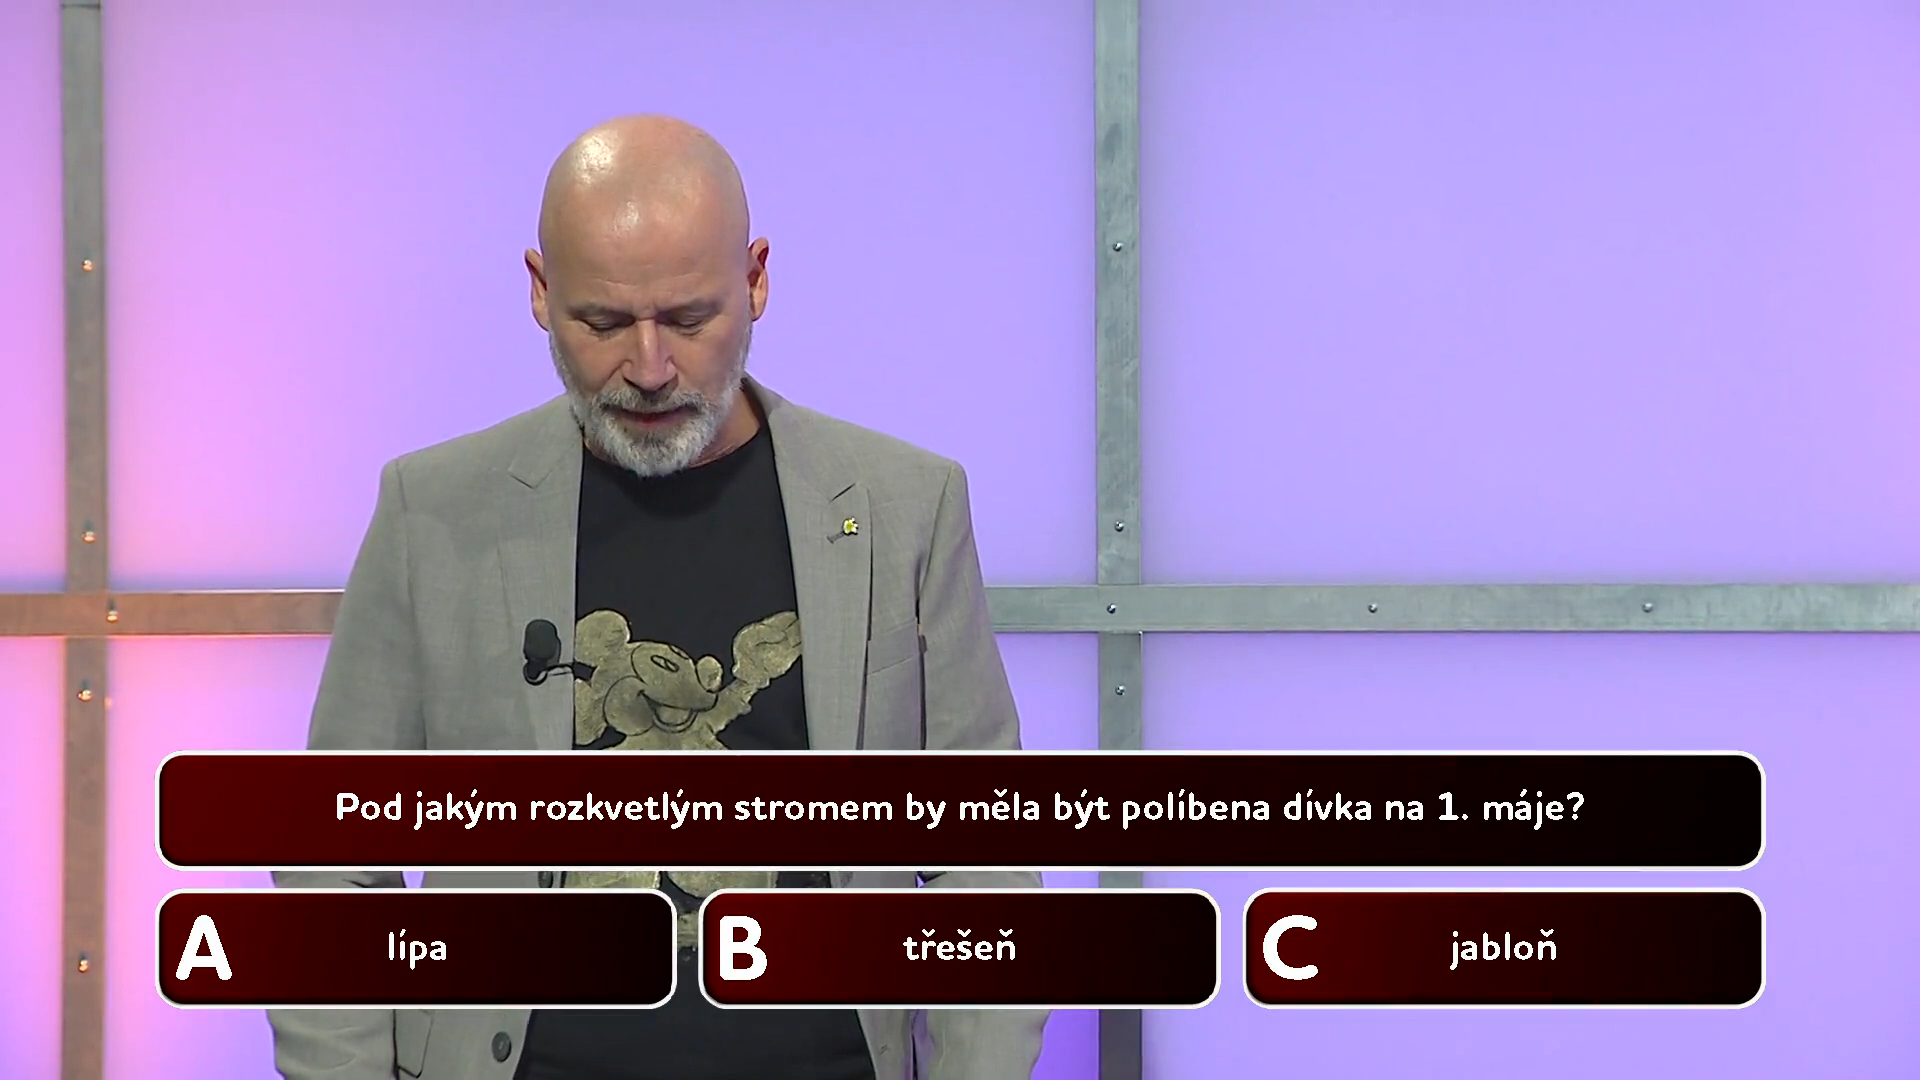 Pod jakým rozkvetlým stromem by měla být políbena dívka na 1. máje?
A lípa
B třešeň
C jabloň